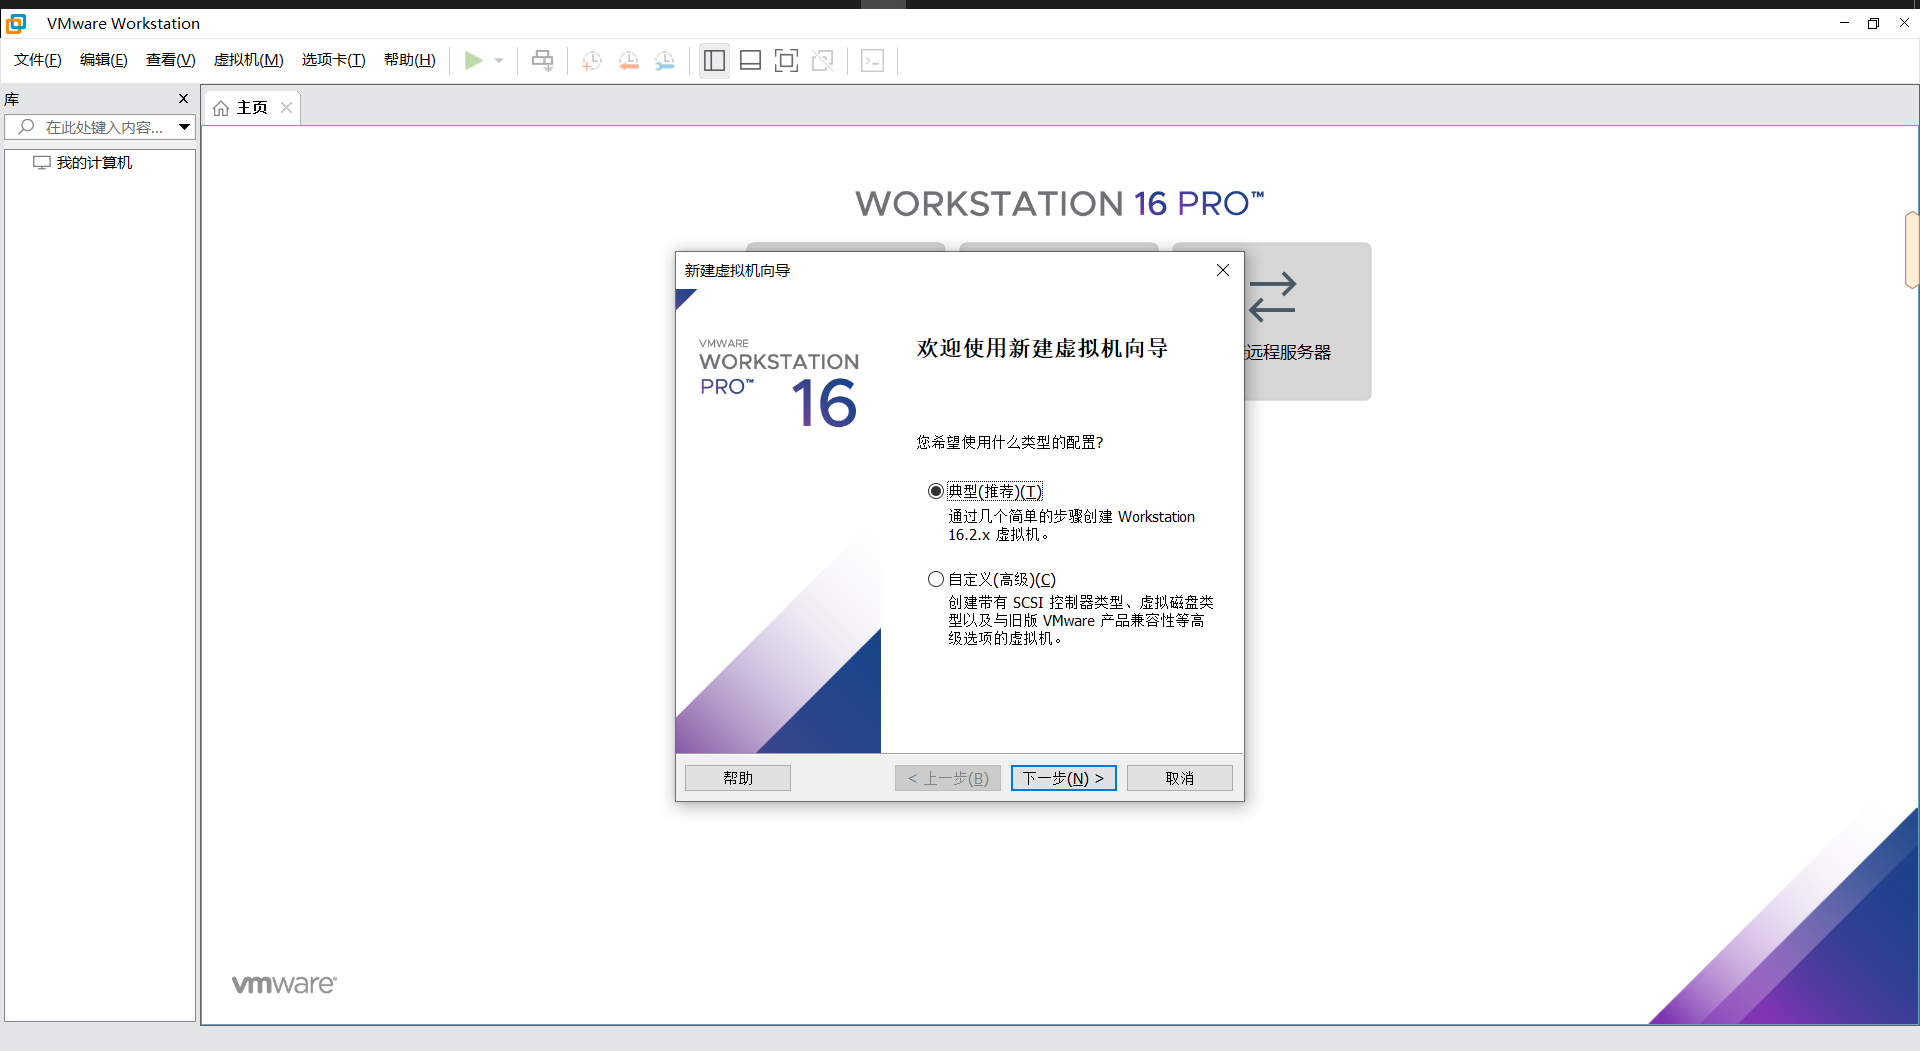 VMware Workstation
文件(F) 编辑(E) 查看(V) 虚拟机(M) 选项卡(T) 帮助(H)
库
主页
在此处键入内容...
我的计算机
WORKSTATION 16 PRO™
新建虚拟机向导
VMWARE
WORKSTATION
PRO™ 16
欢迎使用新建虚拟机向导
远程服务器
您希望使用什么类型的配置?
典型(推荐)(T)
通过几个简单的步骤创建 Workstation
16.2.x 虚拟机。
自定义(高级)(C)
创建带有 SCSI 控制器类型、虚拟磁盘类
型以及与旧版 VMware 产品兼容性等高
级选项的虚拟机。
帮助
< 上一步(B)
下一步(N) >
取消
vmware